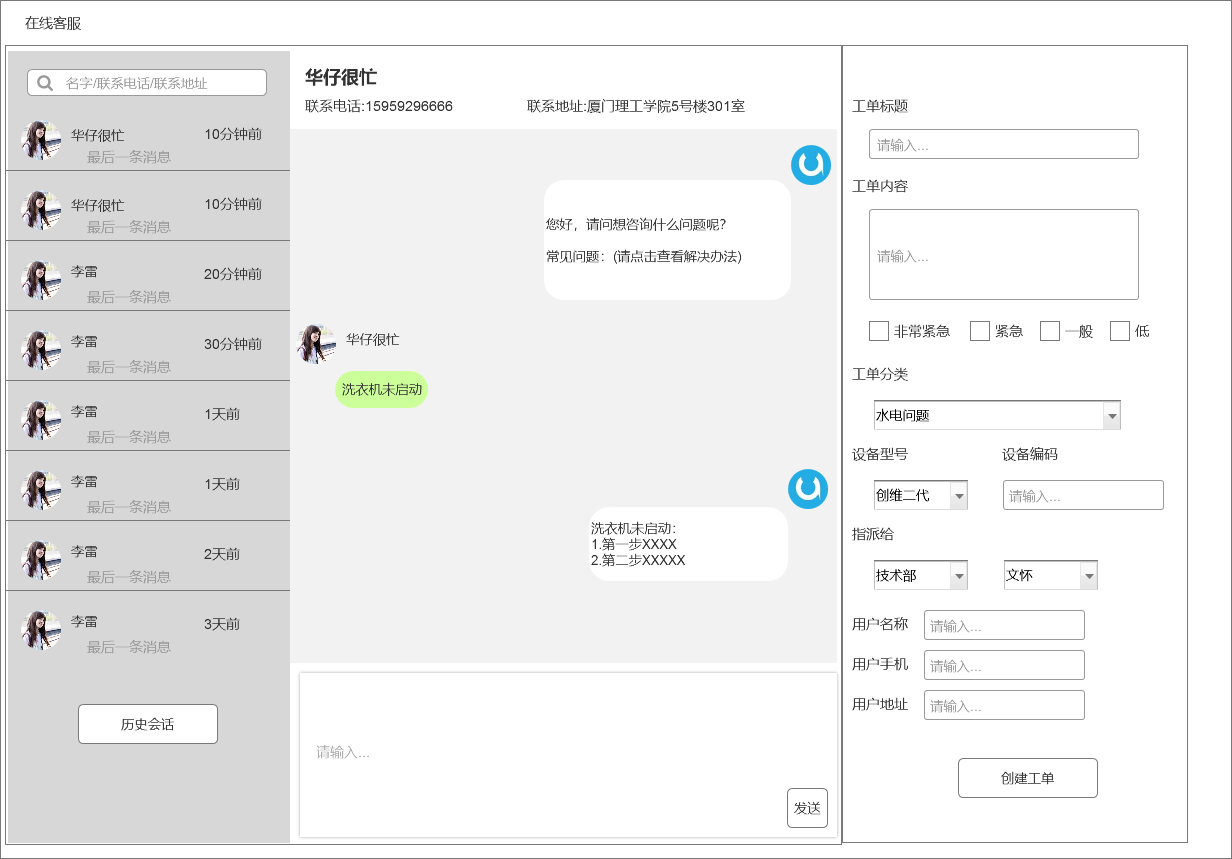 在线客服
名字/联系电话/联系地址
华仔很忙 10分钟前
最后一条消息
华仔很忙 10分钟前
最后一条消息
李雷 20分钟前
最后一条消息
李雷 30分钟前
最后一条消息
李雷 1天前
最后一条消息
李雷 1天前
最后一条消息
李雷 2天前
最后一条消息
李雷 3天前
最后一条消息
历史会话
华仔很忙
联系电话:15959296666 联系地址:厦门理工学院5号楼301室
您好，请问想咨询什么问题呢?
常见问题：(请点击查看解决办法)
华仔很忙
洗衣机未启动
洗衣机未启动：
1.第一步XXXX
2.第二步XXXXX
请输入...
发送
工单标题
请输入...
工单内容
请输入...
非常紧急 紧急 一般 低
工单分类
水电问题
设备型号 设备编码
创维二代 请输入...
指派给
技术部 文怀
用户名称 请输入...
用户手机 请输入...
用户地址 请输入...
创建工单